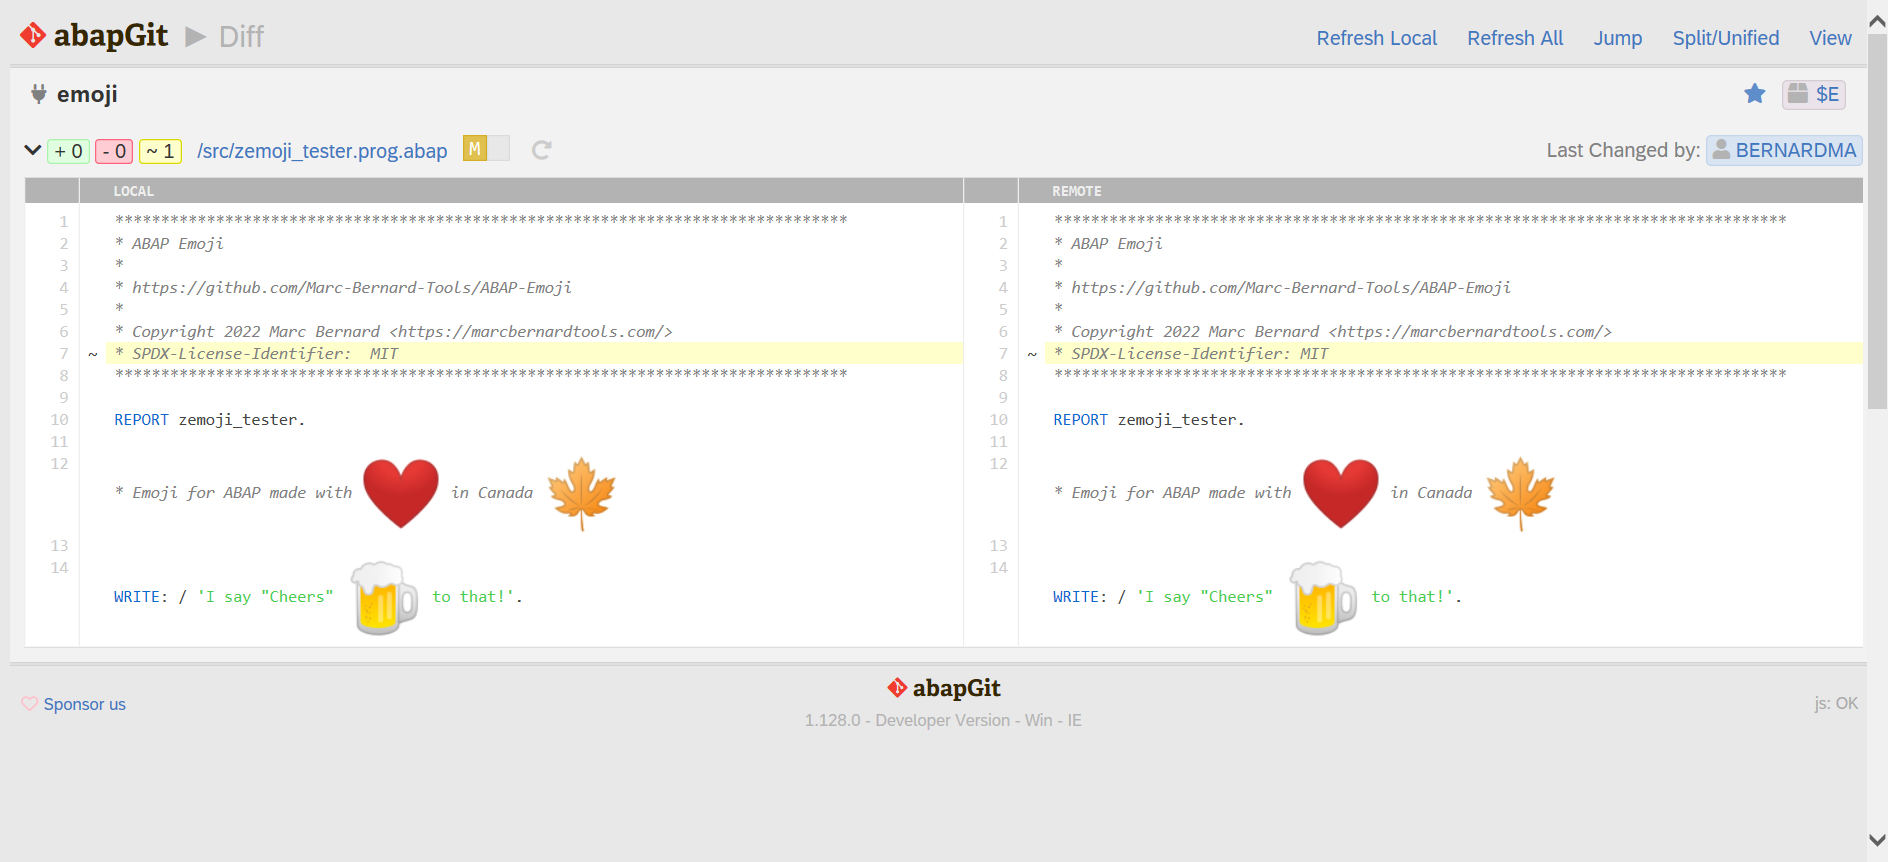 abapGit ▶ Diff
Refresh Local Refresh All Jump Split/Unified View
emoji
$E
+ 0 - 0 ~ 1 /src/zemoji_tester.prog.abap M
Last Changed by: BERNARDMA
LOCAL
1 ********************************************************************************
2 * ABAP Emoji
3 *
4 * https://github.com/Marc-Bernard-Tools/ABAP-Emoji
5 *
6 * Copyright 2022 Marc Bernard <https://marcbernardtools.com/>
7 ~ * SPDX-License-Identifier:  MIT
8 ********************************************************************************
9
10 REPORT zemoji_tester.
11
12 * Emoji for ABAP made with ❤️ in Canada 🍁
13
14 WRITE: / 'I say "Cheers" 🍺 to that!'.
REMOTE
1 ********************************************************************************
2 * ABAP Emoji
3 *
4 * https://github.com/Marc-Bernard-Tools/ABAP-Emoji
5 *
6 * Copyright 2022 Marc Bernard <https://marcbernardtools.com/>
7 ~ * SPDX-License-Identifier: MIT
8 ********************************************************************************
9
10 REPORT zemoji_tester.
11
12 * Emoji for ABAP made with ❤️ in Canada 🍁
13
14 WRITE: / 'I say "Cheers" 🍺 to that!'.
Sponsor us
abapGit
1.128.0 - Developer Version - Win - IE
js: OK